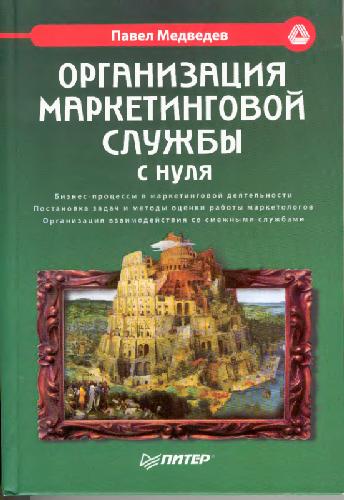 Павел Медведев
ОРГАНИЗАЦИЯ
МАРКЕТИНГОВОЙ
СЛУЖБЫ
С НУЛЯ
Бизнес-процессы в маркетинговой деятельности
Постановка задач и методы оценки работы маркетологов
Организация взаимодействия со смежными службами
ПИТЕР